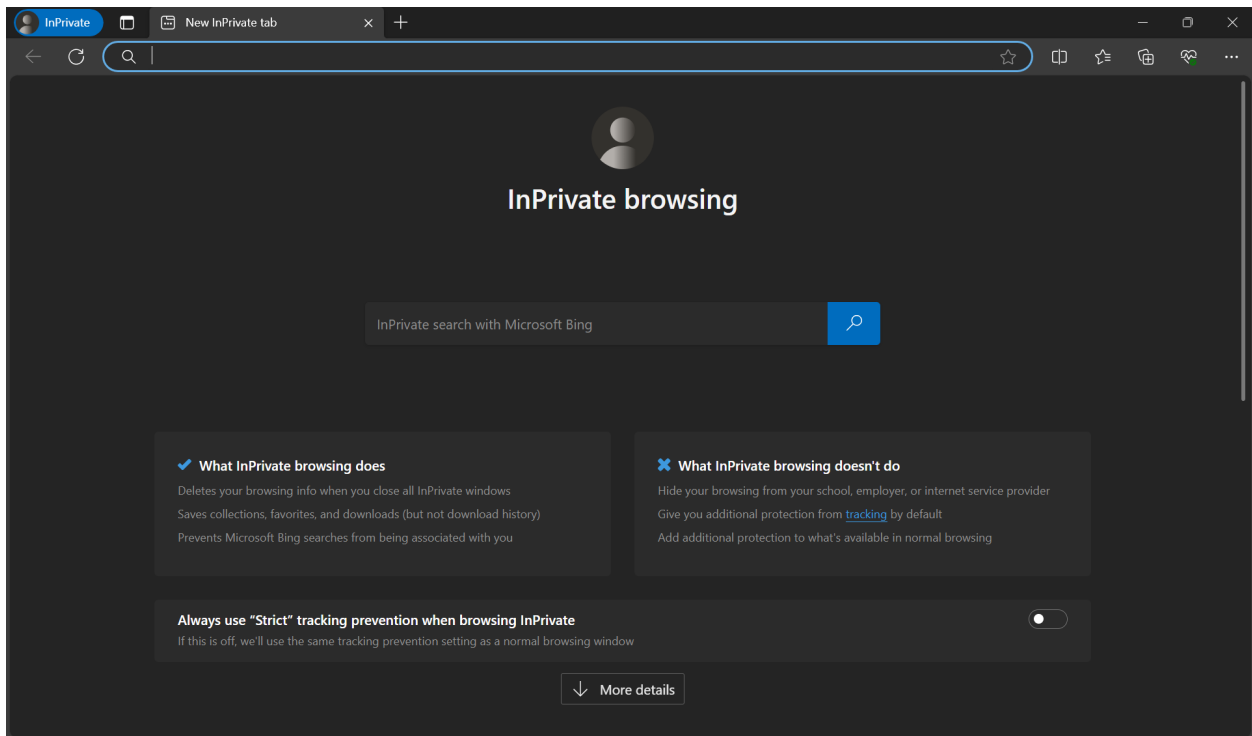 InPrivate
New InPrivate tab
InPrivate browsing
InPrivate search with Microsoft Bing
What InPrivate browsing does
Deletes your browsing info when you close all InPrivate windows
Saves collections, favorites, and downloads (but not download history)
Prevents Microsoft Bing searches from being associated with you
What InPrivate browsing doesn't do
Hide your browsing from your school, employer, or internet service provider
Give you additional protection from tracking by default
Add additional protection to what's available in normal browsing
Always use "Strict" tracking prevention when browsing InPrivate
If this is off, we'll use the same tracking prevention setting as a normal browsing window
More details